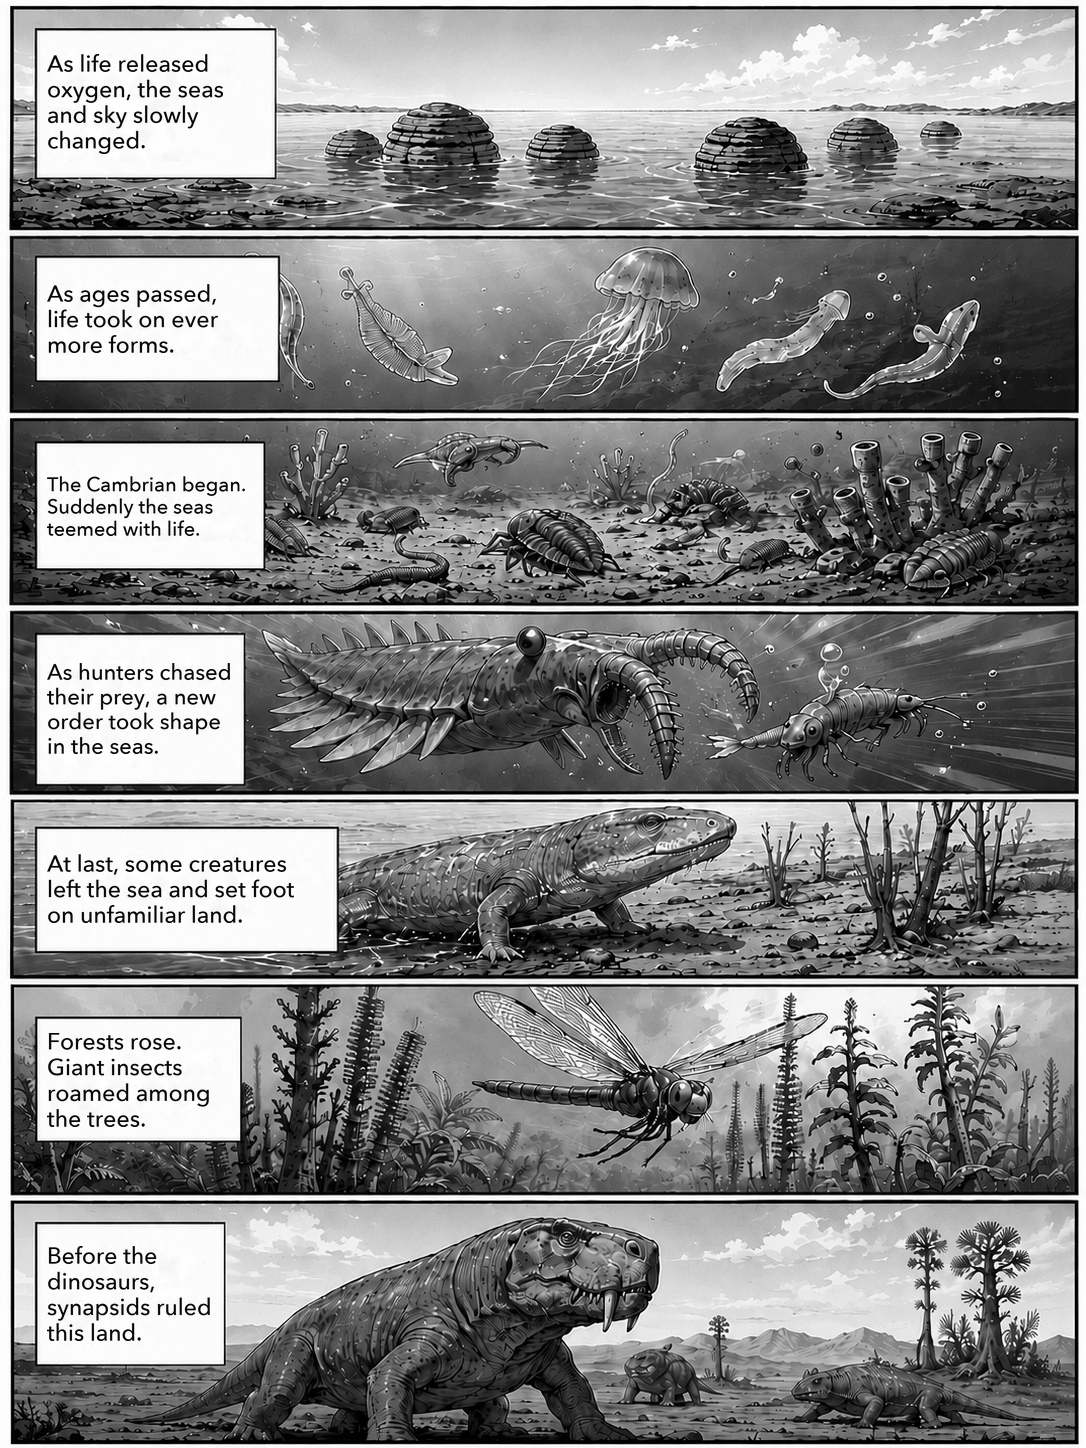 As life released
oxygen, the seas
and sky slowly
changed.
As ages passed,
life took on ever
more forms.
The Cambrian began.
Suddenly the seas
teemed with life.
As hunters chased
their prey, a new
order took shape
in the seas.
At last, some creatures
left the sea and set foot
on unfamiliar land.
Forests rose.
Giant insects
roamed among
the trees.
Before the
dinosaurs,
synapsids ruled
this land.